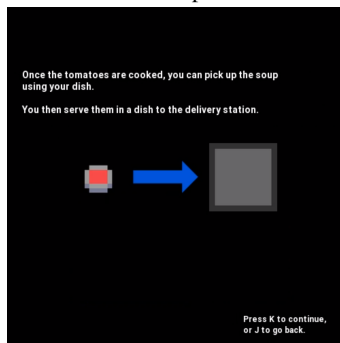 Once the tomatoes are cooked, you can pick up the soup
using your dish.
You then serve them in a dish to the delivery station.
Press K to continue,
or J to go back.